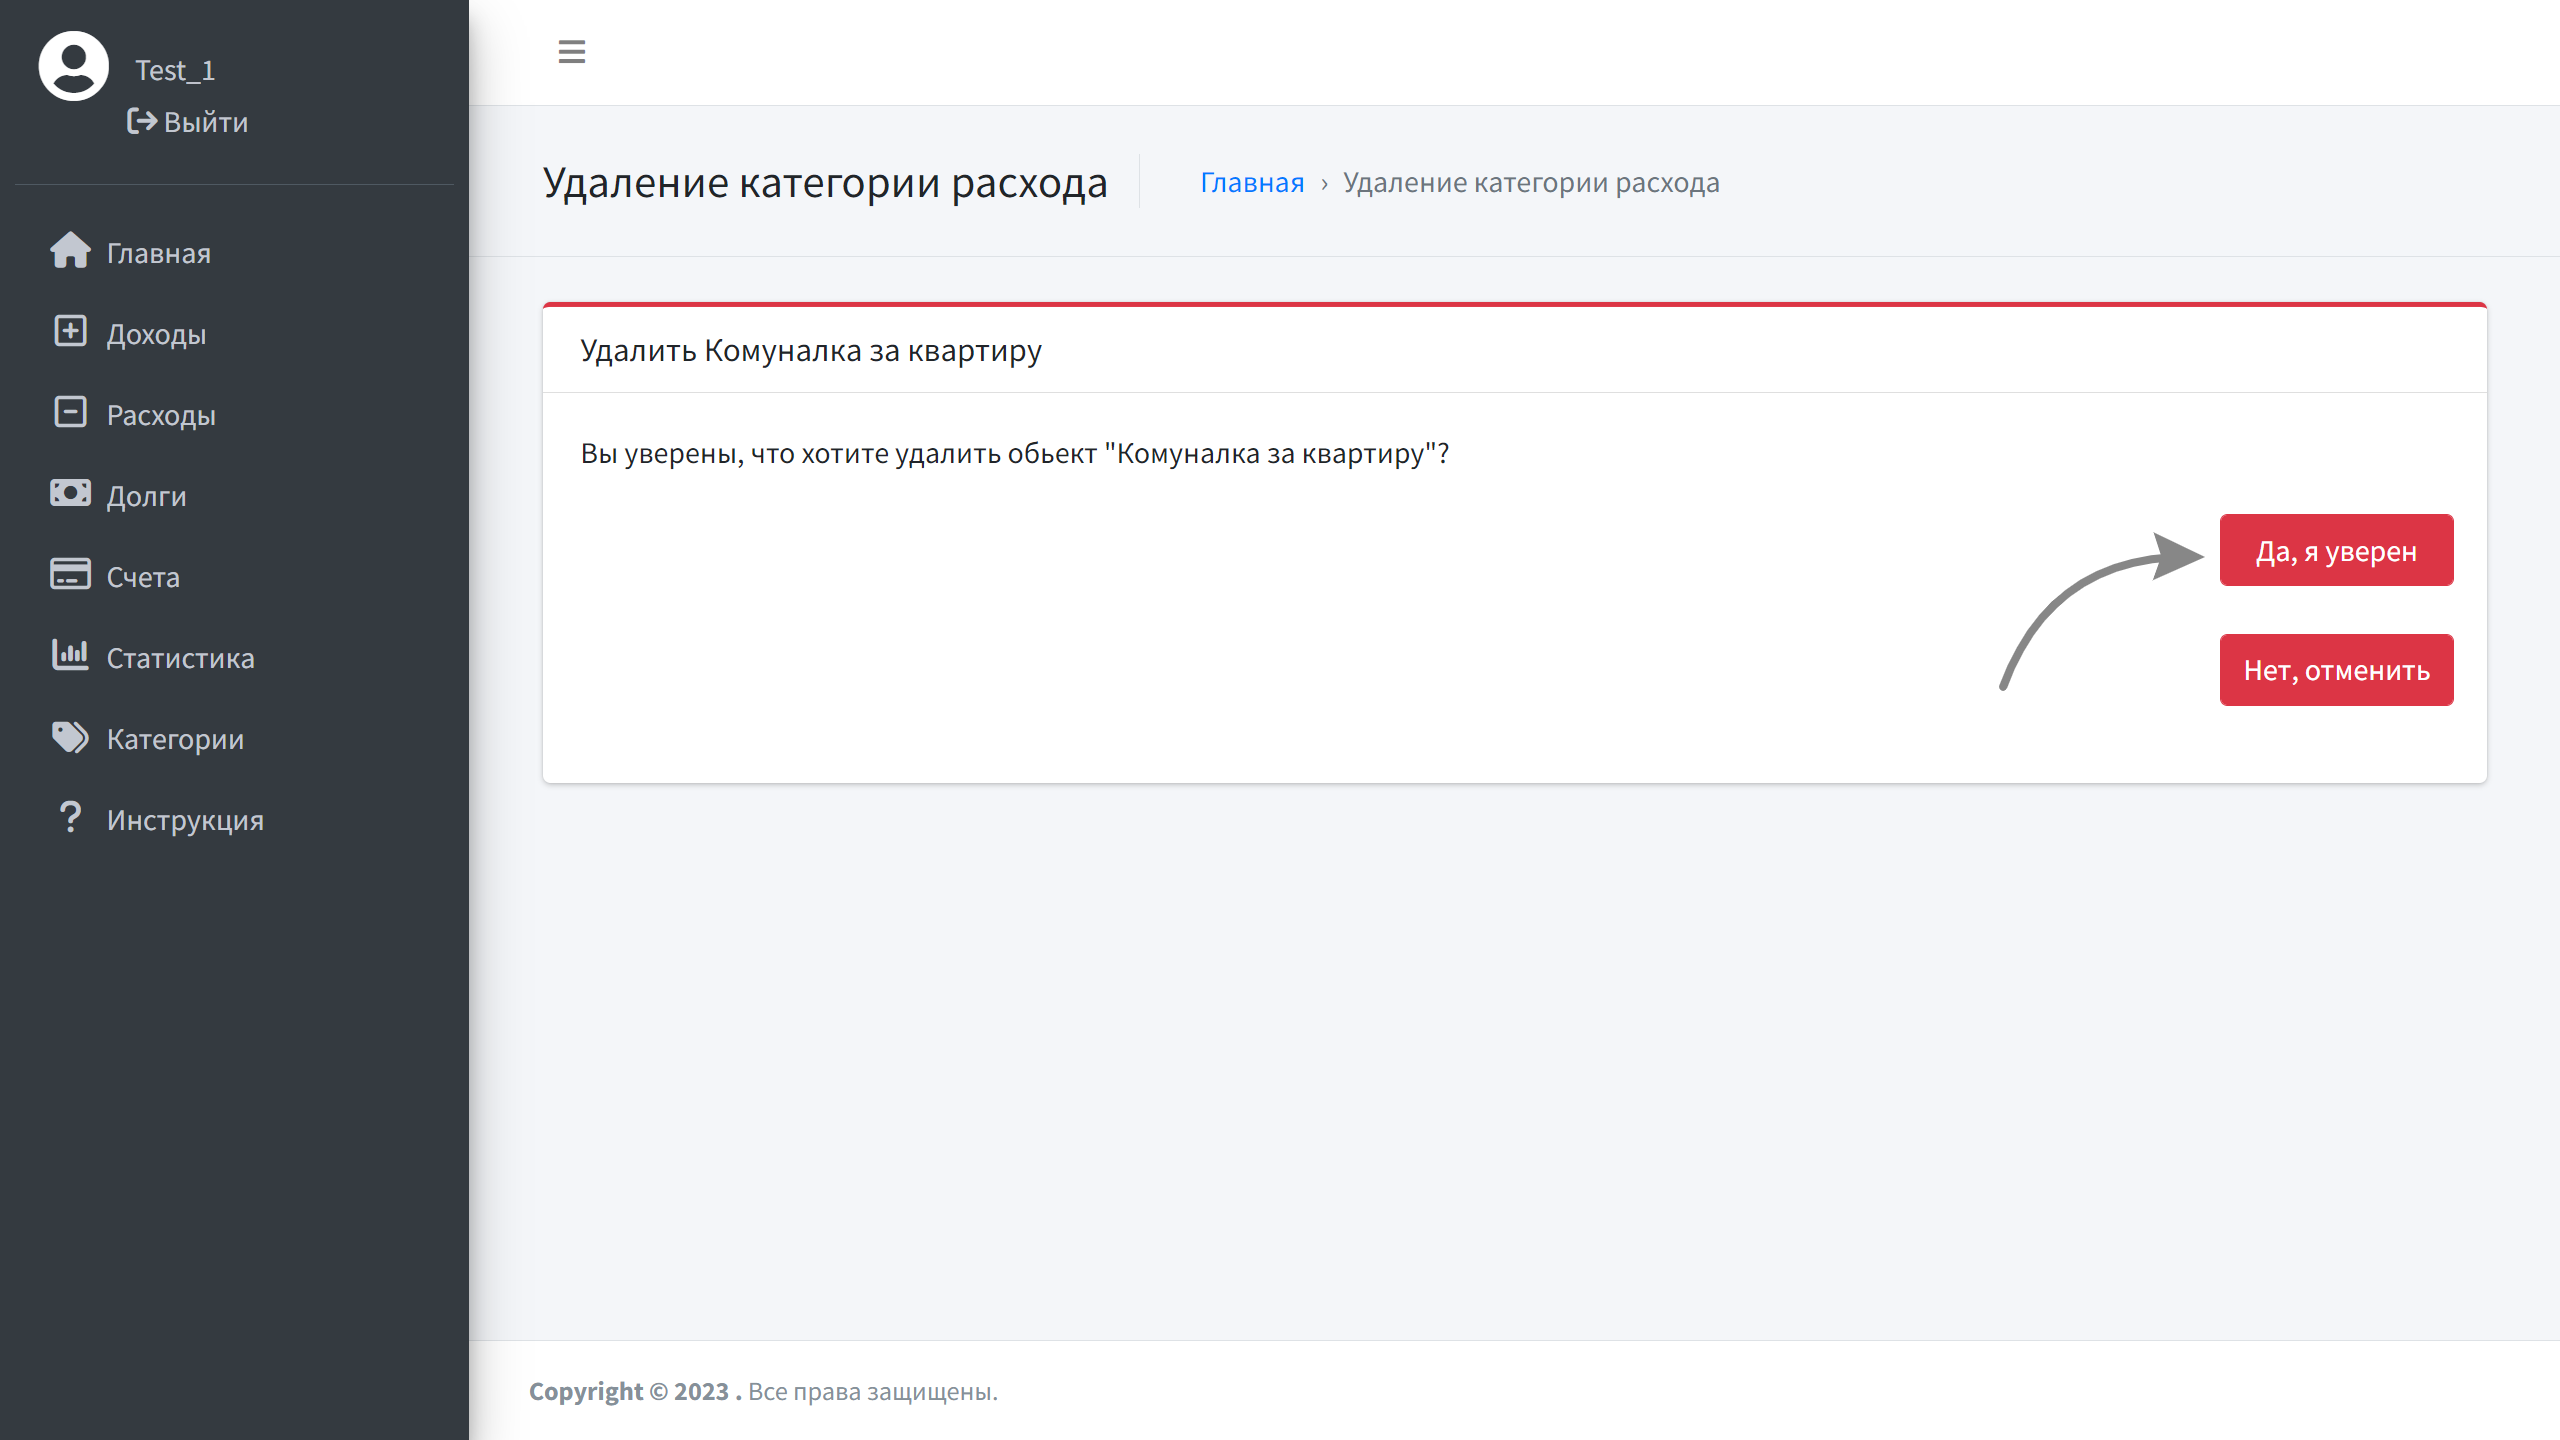 Test_1
Выйти
Главная
Доходы
Расходы
Долги
Счета
Статистика
Категории
Инструкция
Удаление категории расхода
Главная › Удаление категории расхода
Удалить Комуналка за квартиру
Вы уверены, что хотите удалить обьект "Комуналка за квартиру"?
Да, я уверен
Нет, отменить
Copyright © 2023 . Все права защищены.